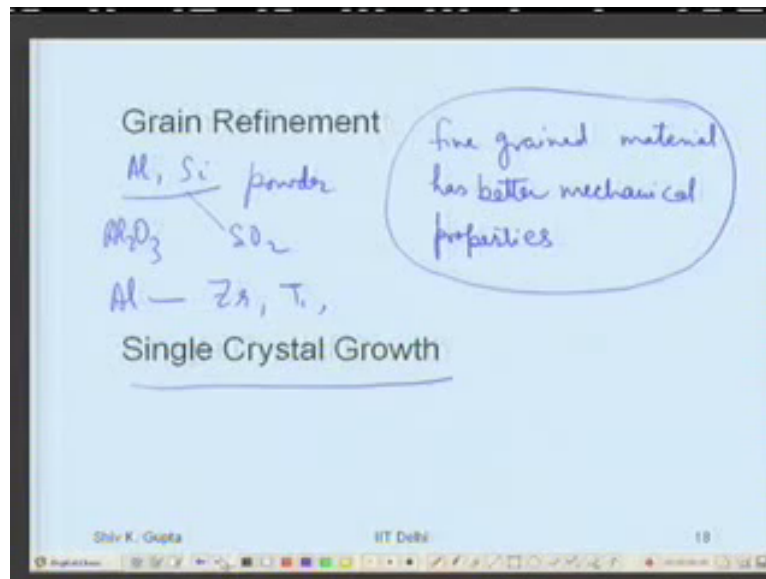 Grain Refinement
Al, Si powder
Al2O3 SO2
Al — Zr, Ti,
fine grained material
has better mechanical
properties
Single Crystal Growth
Shiv K. Gupta IIT Delhi 18